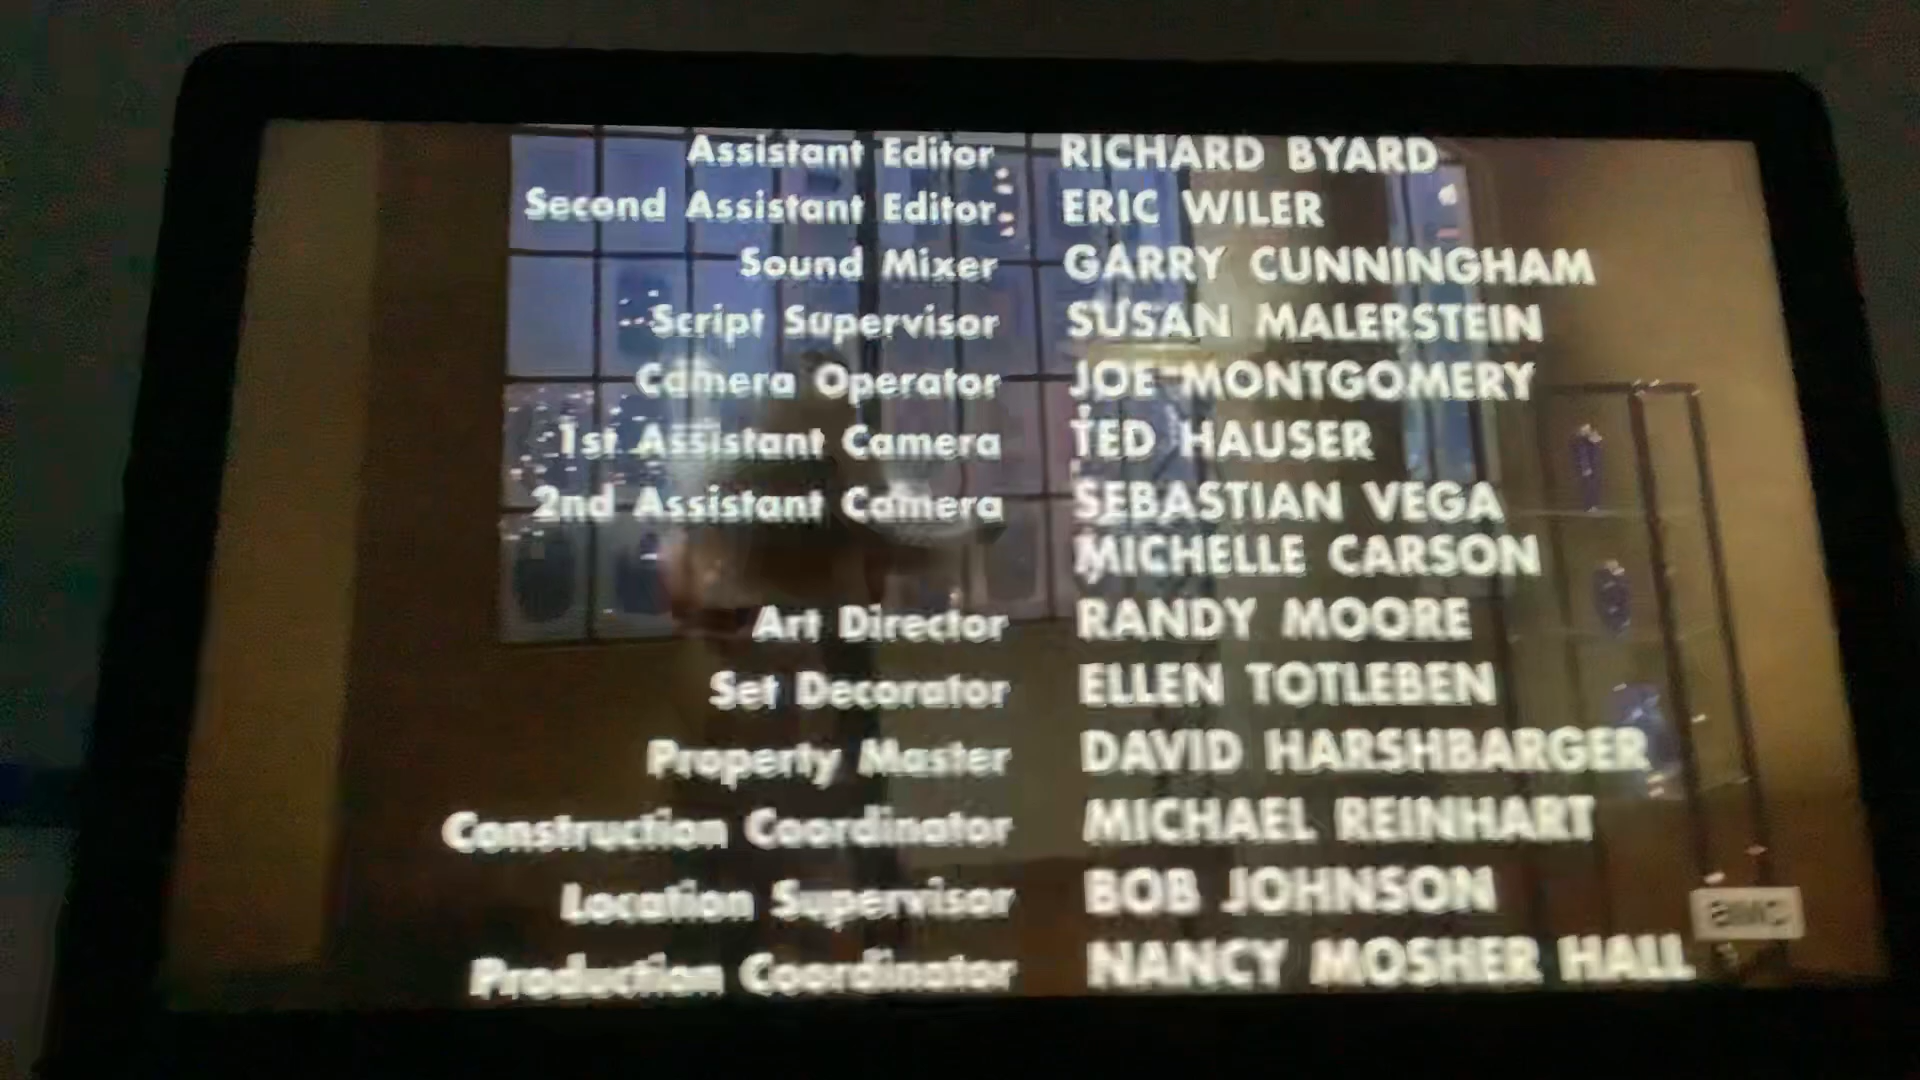 Assistant Editor RICHARD BYARD
Second Assistant Editor ERIC WILER
Sound Mixer GARRY CUNNINGHAM
Script Supervisor SUSAN MALERSTEIN
Camera Operator JOE MONTGOMERY
1st Assistant Camera TED HAUSER
2nd Assistant Camera SEBASTIAN VEGA
MICHELLE CARSON
Art Director RANDY MOORE
Set Decorator ELLEN TOTLEBEN
Property Master DAVID HARSHBARGER
Construction Coordinator MICHAEL REINHART
Location Supervisor BOB JOHNSON
Production Coordinator NANCY MOSHER HALL
amc